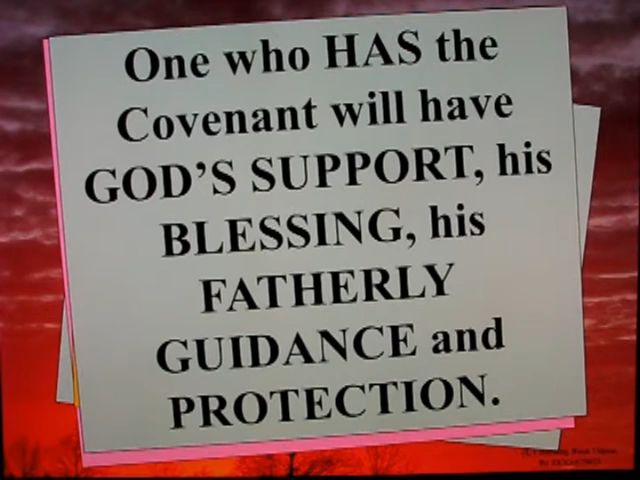 One who HAS the
Covenant will have
GOD'S SUPPORT, his
BLESSING, his
FATHERLY
GUIDANCE and
PROTECTION.